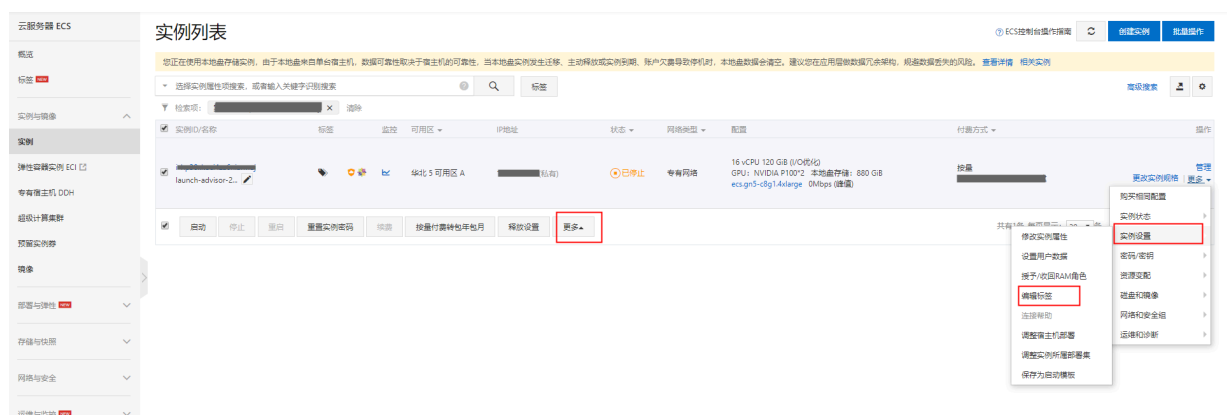 云服务器 ECS
概览
标签 NEW
实例与镜像
实例
弹性容器实例 ECI
专有宿主机 DDH
超级计算集群
预留实例券
镜像
部署与弹性 NEW
存储与快照
网络与安全
运维与监控 NEW
实例列表
ECS控制台操作指南
创建实例
批量操作
您正在使用本地盘存储实例,由于本地盘来自单台宿主机,数据可靠性取决于宿主机的可靠性,当本地盘实例发生迁移、主动释放或实例到期、账户欠费导致停机时,本地盘数据会清空。建议您在应用层做数据冗余架构,规避数据丢失的风险。 查看详情 相关实例
选择实例属性项搜索,或者输入关键字识别搜索
标签
高级搜索
检索项:
清除
实例ID/名称 标签 监控 可用区 IP地址 状态 网络类型 配置 付费方式 操作
launch-advisor-2...
华北 5 可用区 A
(私有)
已停止
专有网络
16 vCPU 120 GiB (I/O优化)
GPU:NVIDIA P100*2 本地盘存储:880 GiB
ecs.gn5-c8g1.4xlarge 0Mbps (峰值)
按量
管理
更改实例规格 | 更多
启动 停止 重启 重置实例密码 续费 按量付费转包年包月 释放设置 更多
共有1条
购买相同配置
实例状态
实例设置
密码/密钥
资源变配
磁盘和镜像
网络和安全组
运维和诊断
修改实例属性
设置用户数据
授予/收回RAM角色
编辑标签
连接帮助
调整宿主机部署
调整实例所属部署集
保存为启动模板